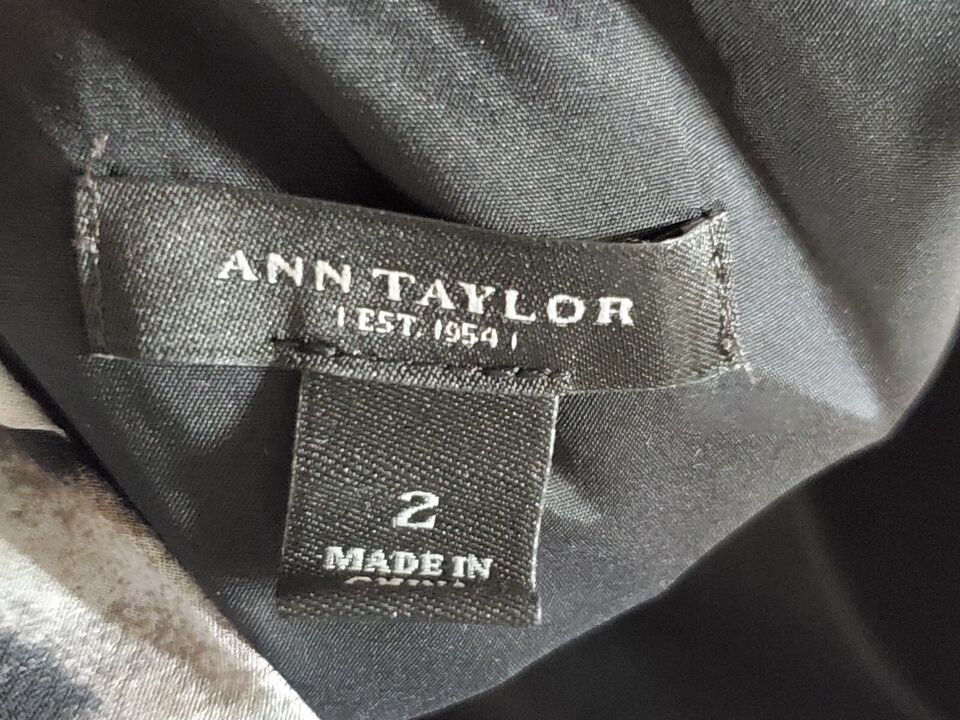 ANN TAYLOR
| EST. 1954 |
2
MADE IN